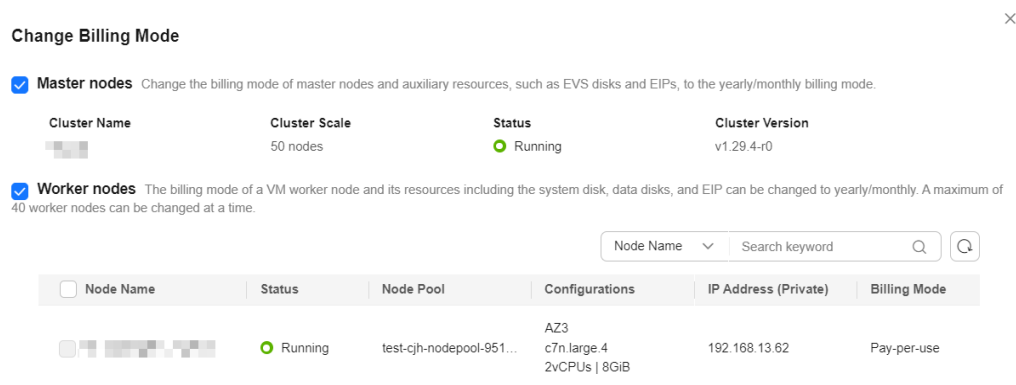 Change Billing Mode
Master nodes Change the billing mode of master nodes and auxiliary resources, such as EVS disks and EIPs, to the yearly/monthly billing mode.
Cluster Name Cluster Scale Status Cluster Version
50 nodes Running v1.29.4-r0
Worker nodes The billing mode of a VM worker node and its resources including the system disk, data disks, and EIP can be changed to yearly/monthly. A maximum of
40 worker nodes can be changed at a time.
Node Name Search keyword
Node Name Status Node Pool Configurations IP Address (Private) Billing Mode
AZ3
Running test-cjh-nodepool-951... c7n.large.4 192.168.13.62 Pay-per-use
2vCPUs | 8GiB